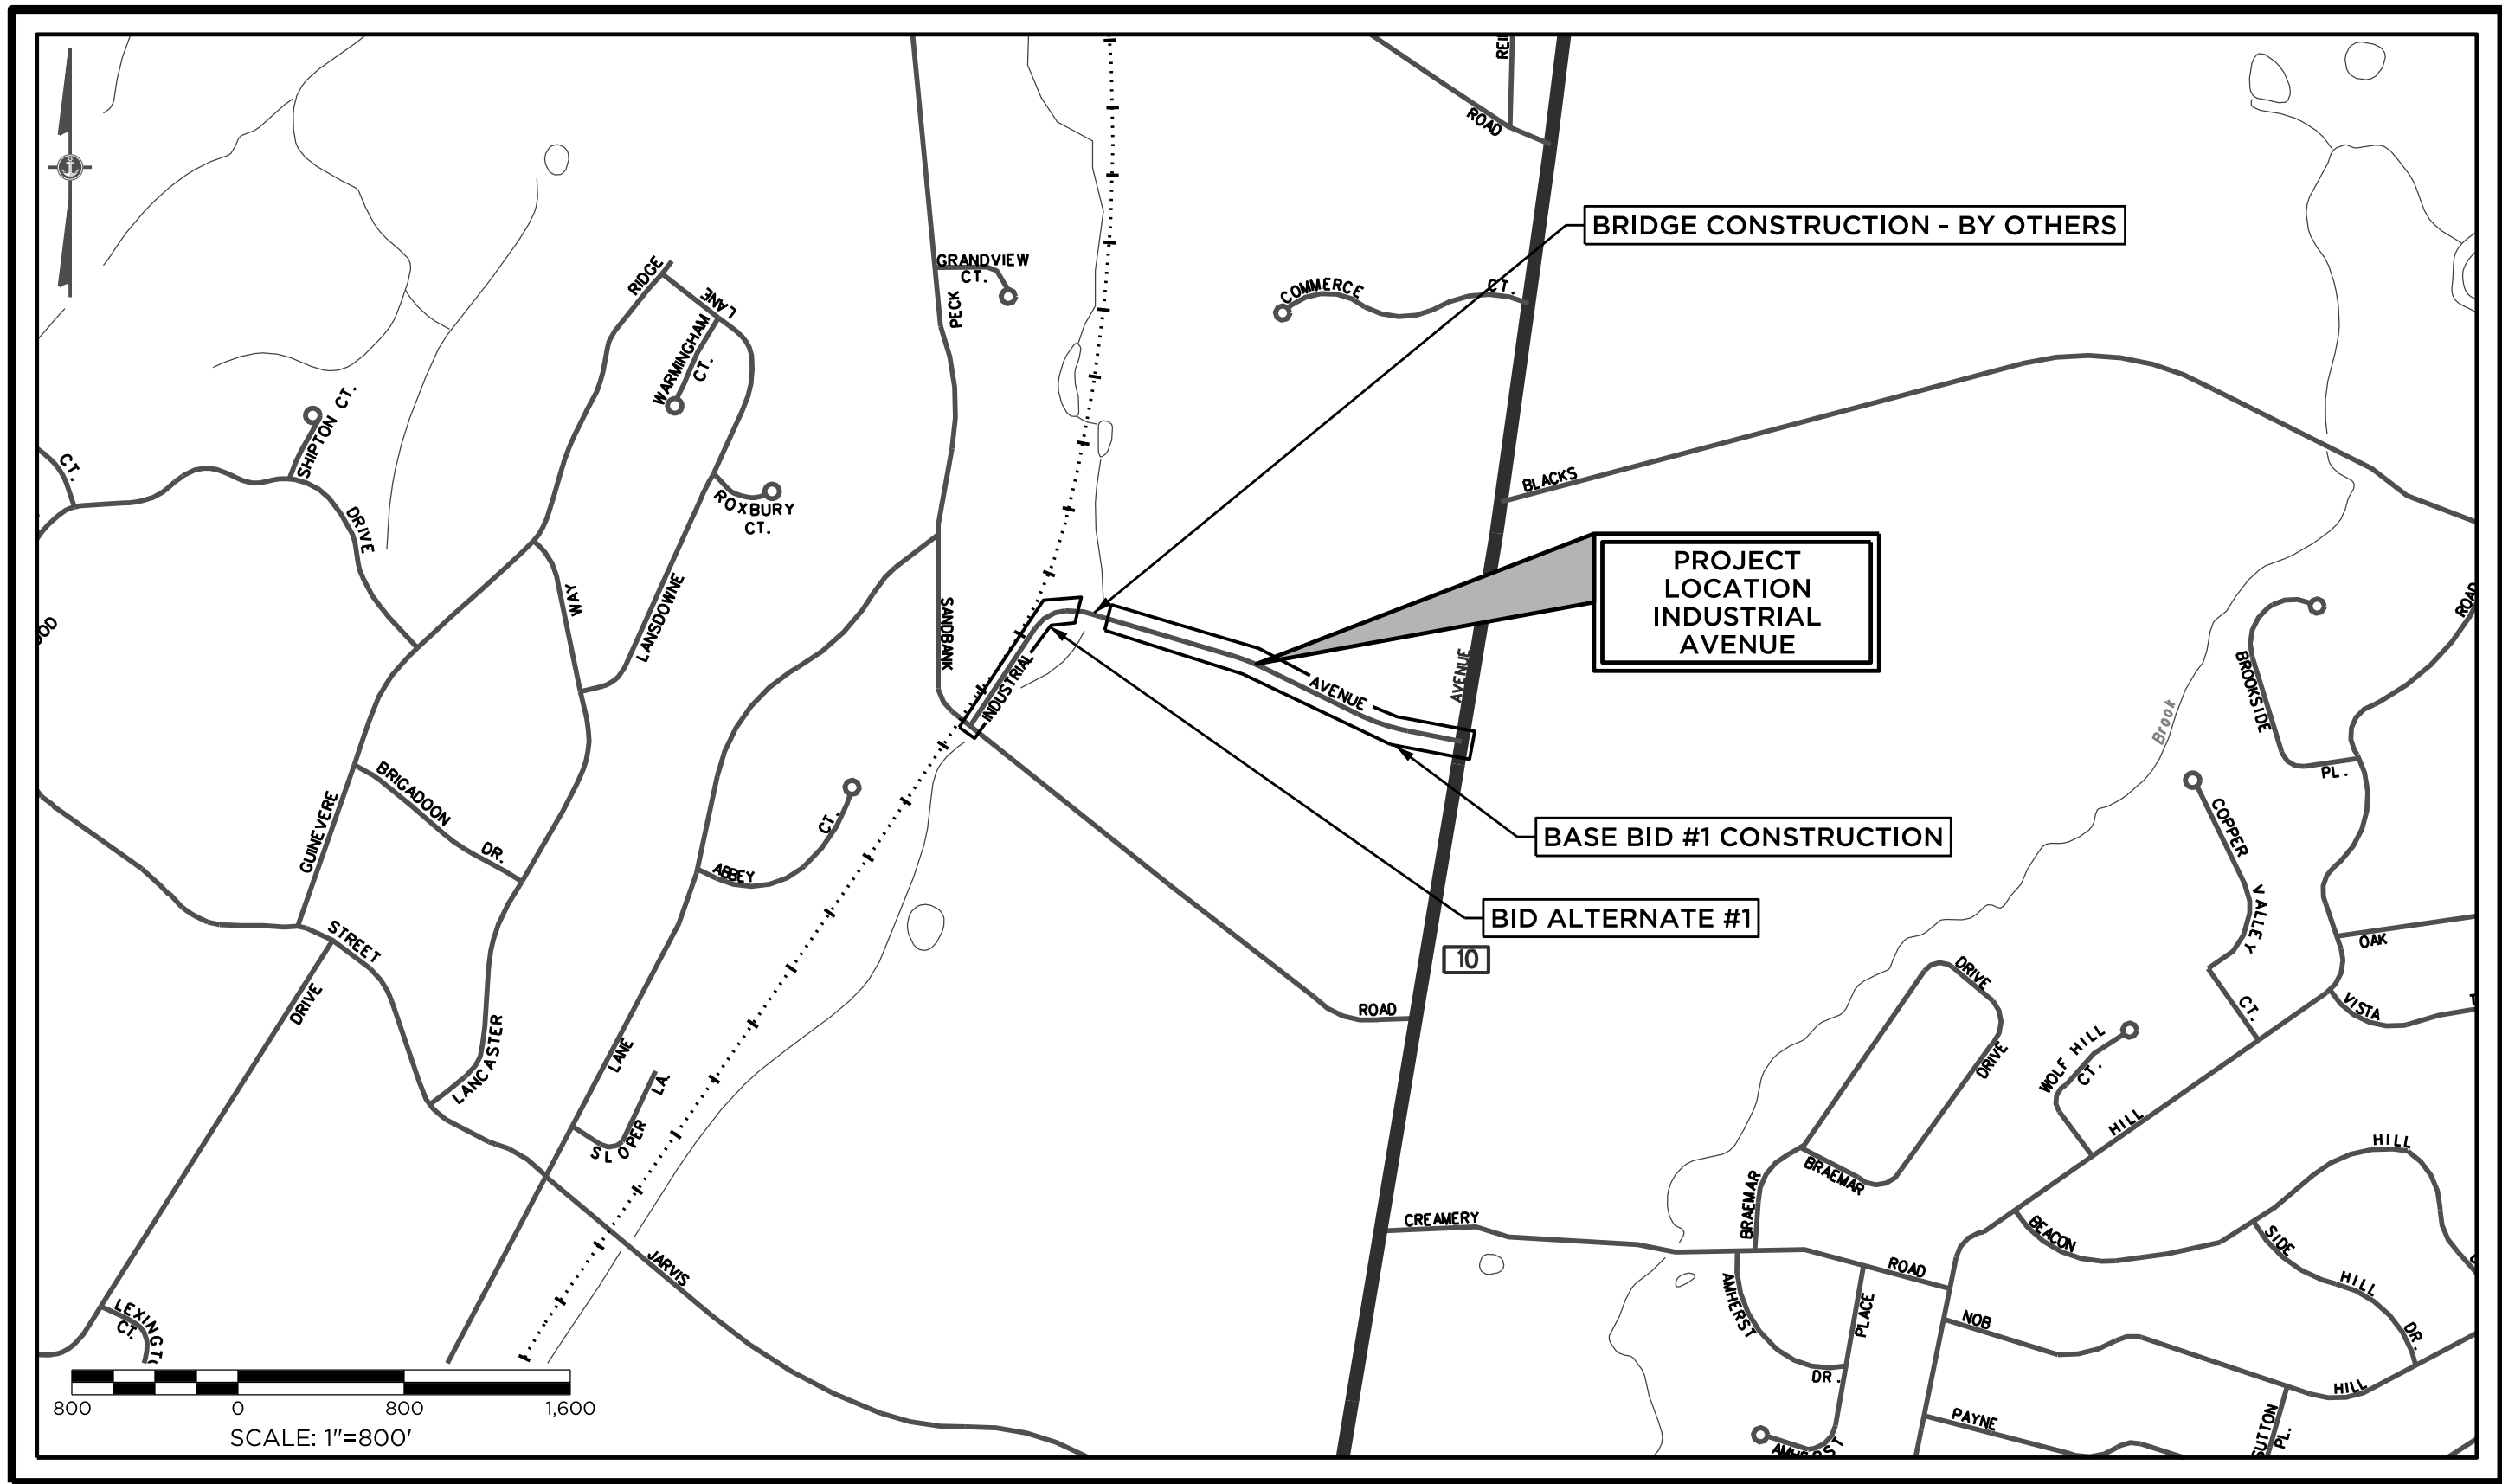 REI
ROAD
BRIDGE CONSTRUCTION - BY OTHERS
GRANDVIEW
CT.
RIDGE
LANE
PECK
COMMERCE
CT.
WARMINGHAM
CT.
SHIPTON CT.
CT.
BLACKS
ROXBURY
CT.
DRIVE
PROJECT
LOCATION
INDUSTRIAL
AVENUE
WAY
LANSDOWNE
SANDBANK
ROAD
OOD
INDUSTRIAL
AVENUE
AVENUE
BROOKSIDE
Brook
PL.
BRIGADOON
DR.
GUINEVERE
CT.
ABBEY
BASE BID #1 CONSTRUCTION
COPPER
VALLEY
CT.
BID ALTERNATE #1
10
STREET
DRIVE
OAK
VISTA
T
ROAD
DRIVE
DRIVE
LANCASTER
LANE
SLOPER
LA.
WOLF HILL
CT.
HILL
HILL
BRAEMAR
BRAEMAR
CREAMERY
ROAD
BEACON
SIDE
HILL
DR.
JARVIS
AMHERST
DR.
PLACE
NOB
HILL
LEXINGTO
CT.
PAYNE
SUTTON
PL.
AMHERST
800 0 800 1,600
SCALE: 1"=800'